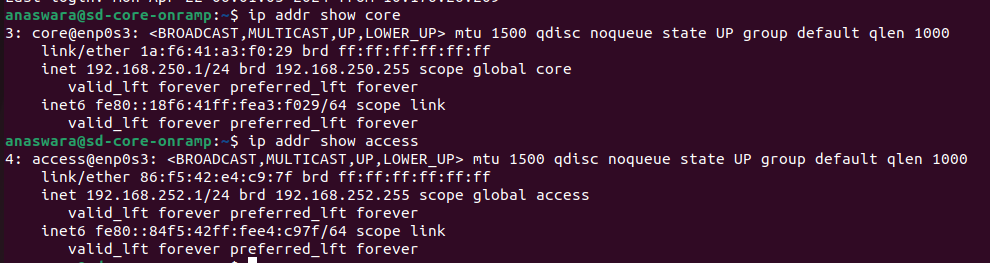 anaswara@sd-core-onramp:~$ ip addr show core
3: core@enp0s3: <BROADCAST,MULTICAST,UP,LOWER_UP> mtu 1500 qdisc noqueue state UP group default qlen 1000
    link/ether 1a:f6:41:a3:f0:29 brd ff:ff:ff:ff:ff:ff
    inet 192.168.250.1/24 brd 192.168.250.255 scope global core
       valid_lft forever preferred_lft forever
    inet6 fe80::18f6:41ff:fea3:f029/64 scope link
       valid_lft forever preferred_lft forever
anaswara@sd-core-onramp:~$ ip addr show access
4: access@enp0s3: <BROADCAST,MULTICAST,UP,LOWER_UP> mtu 1500 qdisc noqueue state UP group default qlen 1000
    link/ether 86:f5:42:e4:c9:7f brd ff:ff:ff:ff:ff:ff
    inet 192.168.252.1/24 brd 192.168.252.255 scope global access
       valid_lft forever preferred_lft forever
    inet6 fe80::84f5:42ff:fee4:c97f/64 scope link
       valid_lft forever preferred_lft forever